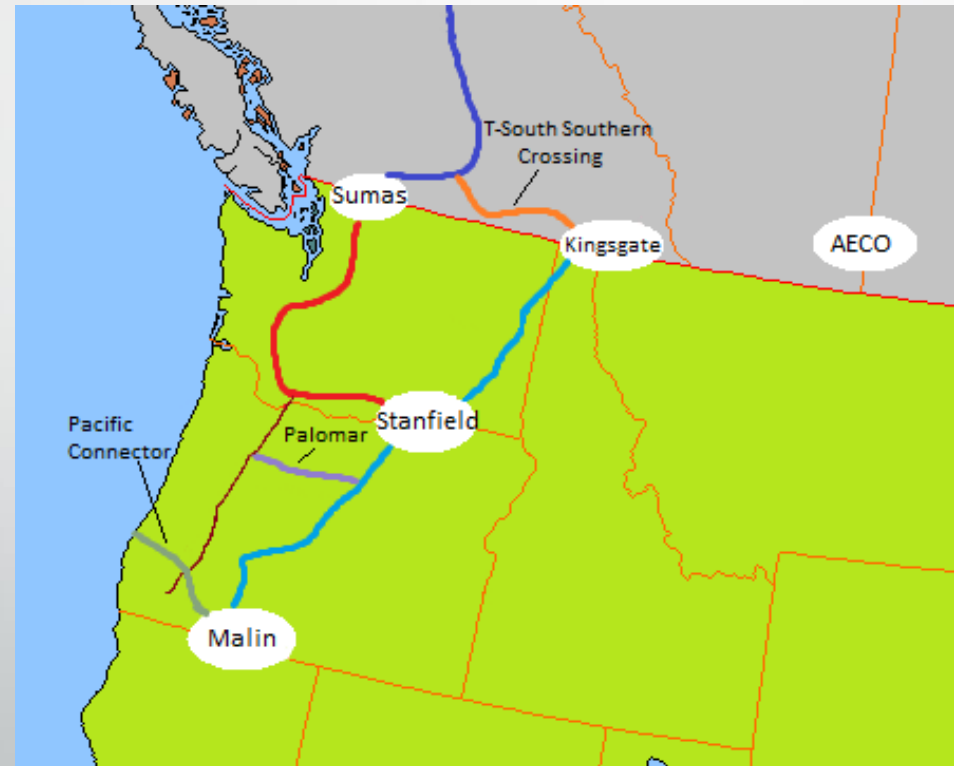 T-South Southern
Crossing
Sumas
Kingsgate
AECO
Pacific
Connector
Palomar
Stanfield
Malin